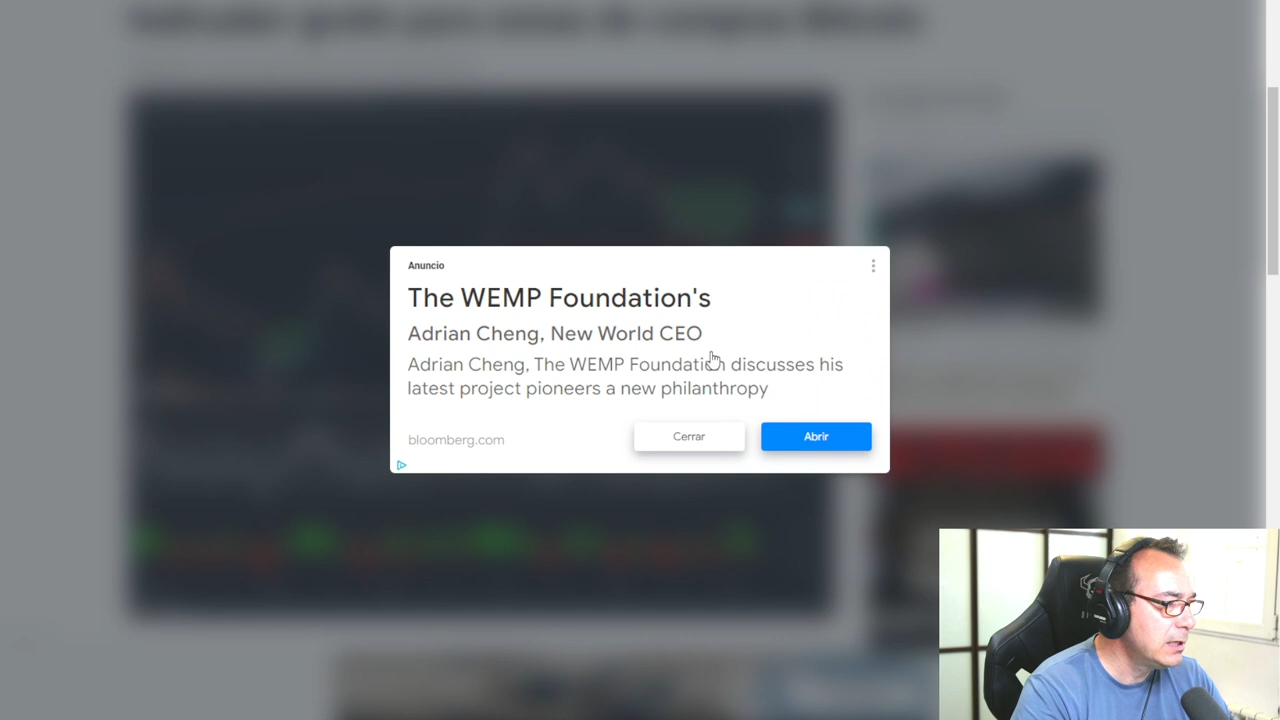 Anuncio
The WEMP Foundation's
Adrian Cheng, New World CEO
Adrian Cheng, The WEMP Foundation discusses his
latest project pioneers a new philanthropy
bloomberg.com
Cerrar
Abrir